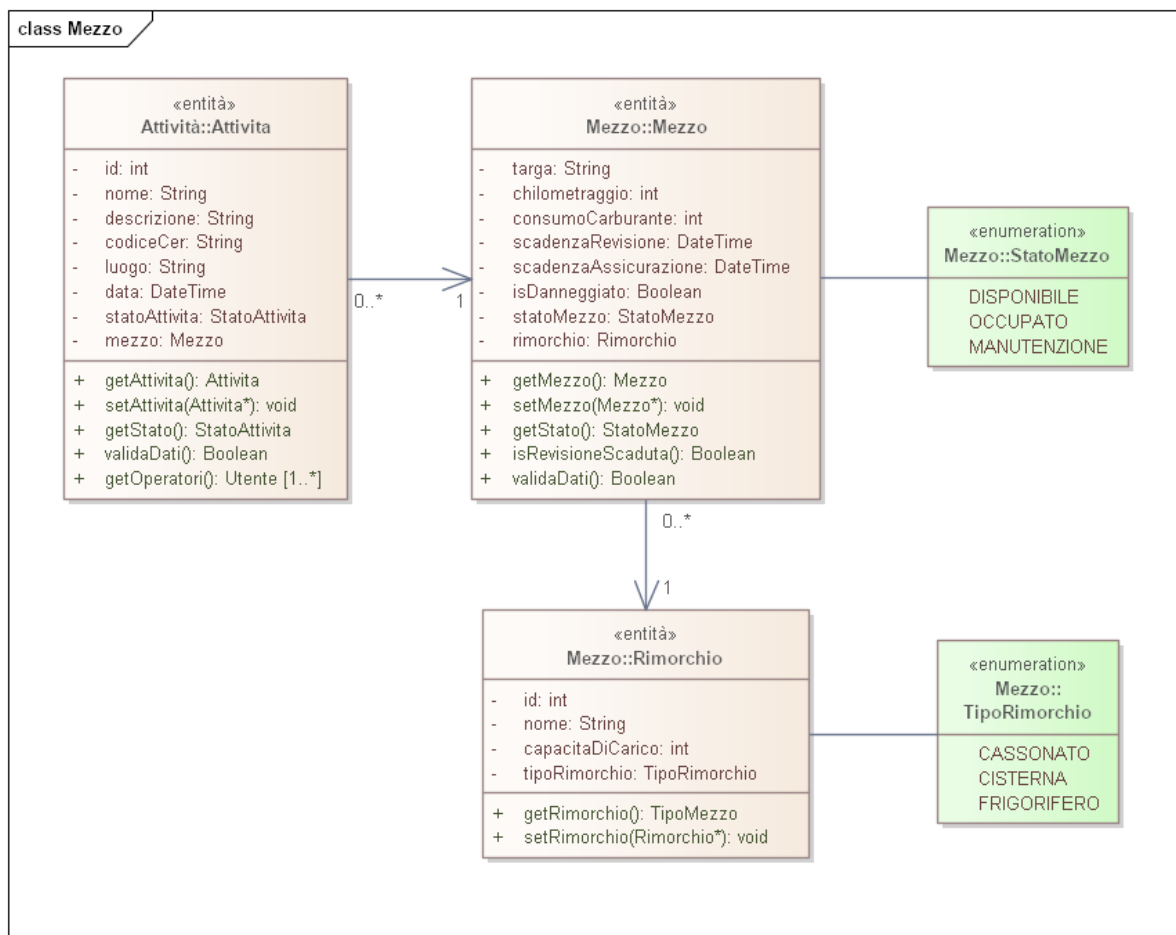 class Mezzo
«entità»
Attività::Attivita
- id: int
- nome: String
- descrizione: String
- codiceCer: String
- luogo: String
- data: DateTime
- statoAttivita: StatoAttivita
- mezzo: Mezzo
+ getAttivita(): Attivita
+ setAttivita(Attivita*): void
+ getStato(): StatoAttivita
+ validaDati(): Boolean
+ getOperatori(): Utente [1..*]
0..*
1
«entità»
Mezzo::Mezzo
- targa: String
- chilometraggio: int
- consumoCarburante: int
- scadenzaRevisione: DateTime
- scadenzaAssicurazione: DateTime
- isDanneggiato: Boolean
- statoMezzo: StatoMezzo
- rimorchio: Rimorchio
+ getMezzo(): Mezzo
+ setMezzo(Mezzo*): void
+ getStato(): StatoMezzo
+ isRevisioneScaduta(): Boolean
+ validaDati(): Boolean
«enumeration»
Mezzo::StatoMezzo
DISPONIBILE
OCCUPATO
MANUTENZIONE
0..*
1
«entità»
Mezzo::Rimorchio
- id: int
- nome: String
- capacitaDiCarico: int
- tipoRimorchio: TipoRimorchio
+ getRimorchio(): TipoMezzo
+ setRimorchio(Rimorchio*): void
«enumeration»
Mezzo::
TipoRimorchio
CASSONATO
CISTERNA
FRIGORIFERO